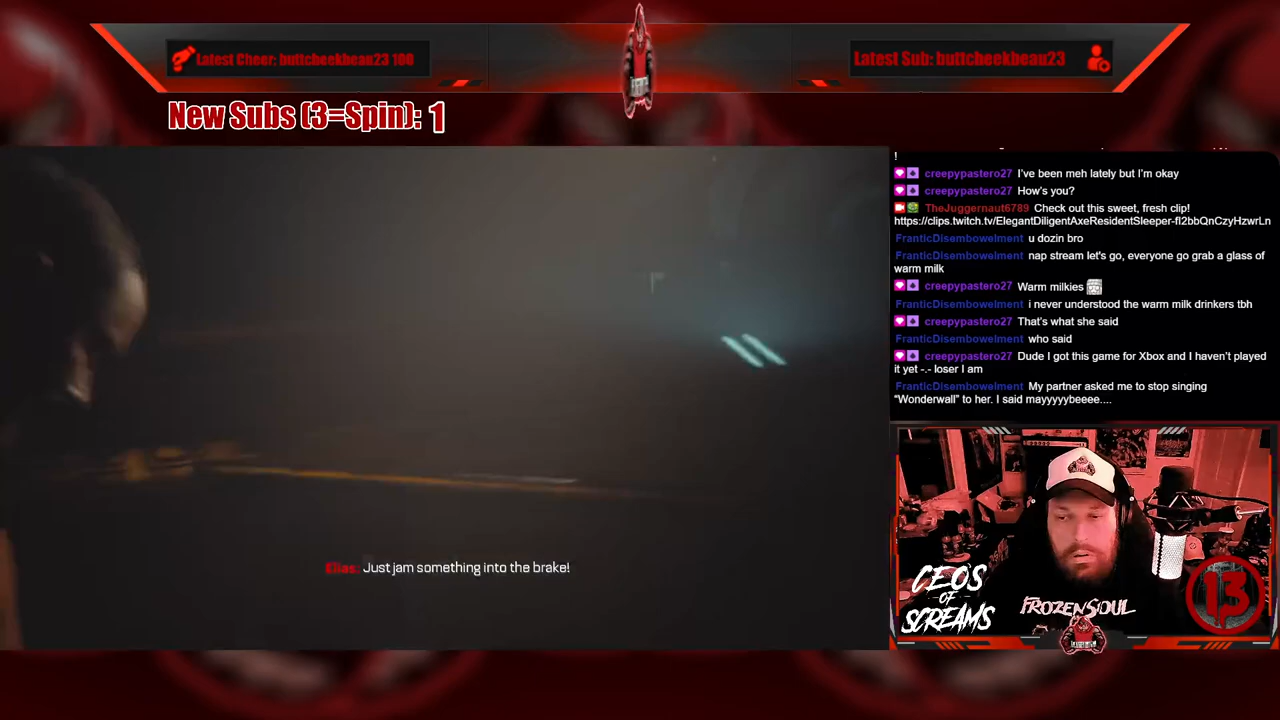 Latest Cheer: buttcheekbeau23 100
Latest Sub: buttcheekbeau23
New Subs (3=Spin): 1
!
creepypastero27 I've been meh lately but I'm okay
creepypastero27 How's you?
TheJuggernaut6789 Check out this sweet, fresh clip!
https://clips.twitch.tv/ElegantDiligentAxeResidentSleeper-fI2bbQnCzyHzwrLn
FranticDisembowelment u dozin bro
FranticDisembowelment nap stream let's go, everyone go grab a glass of
warm milk
creepypastero27 Warm milkies
FranticDisembowelment i never understood the warm milk drinkers tbh
creepypastero27 That's what she said
FranticDisembowelment who said
creepypastero27 Dude I got this game for Xbox and I haven't played
it yet -.- loser I am
FranticDisembowelment My partner asked me to stop singing
“Wonderwall” to her. I said mayyyyybeeee....
Elias: Just jam something into the brake!
CEOS
OF
SCREAMS
FROZEN SOUL
13